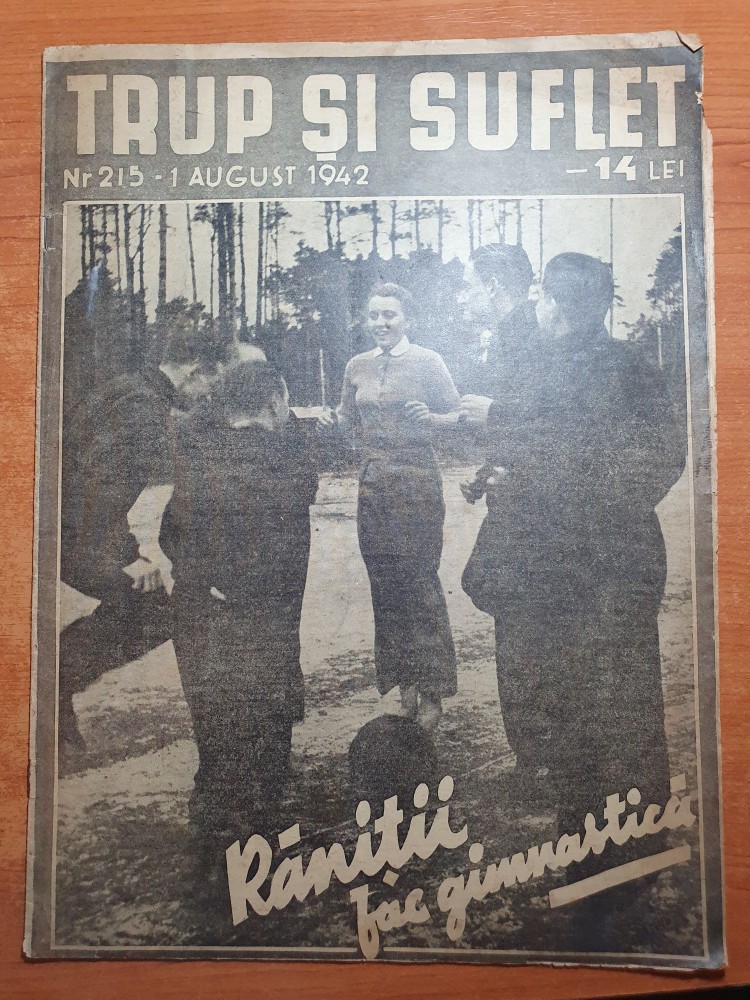 TRUP ȘI SUFLET
Nr 215 - 1 AUGUST 1942 — 14 LEI
Răniții
fac gimnastică